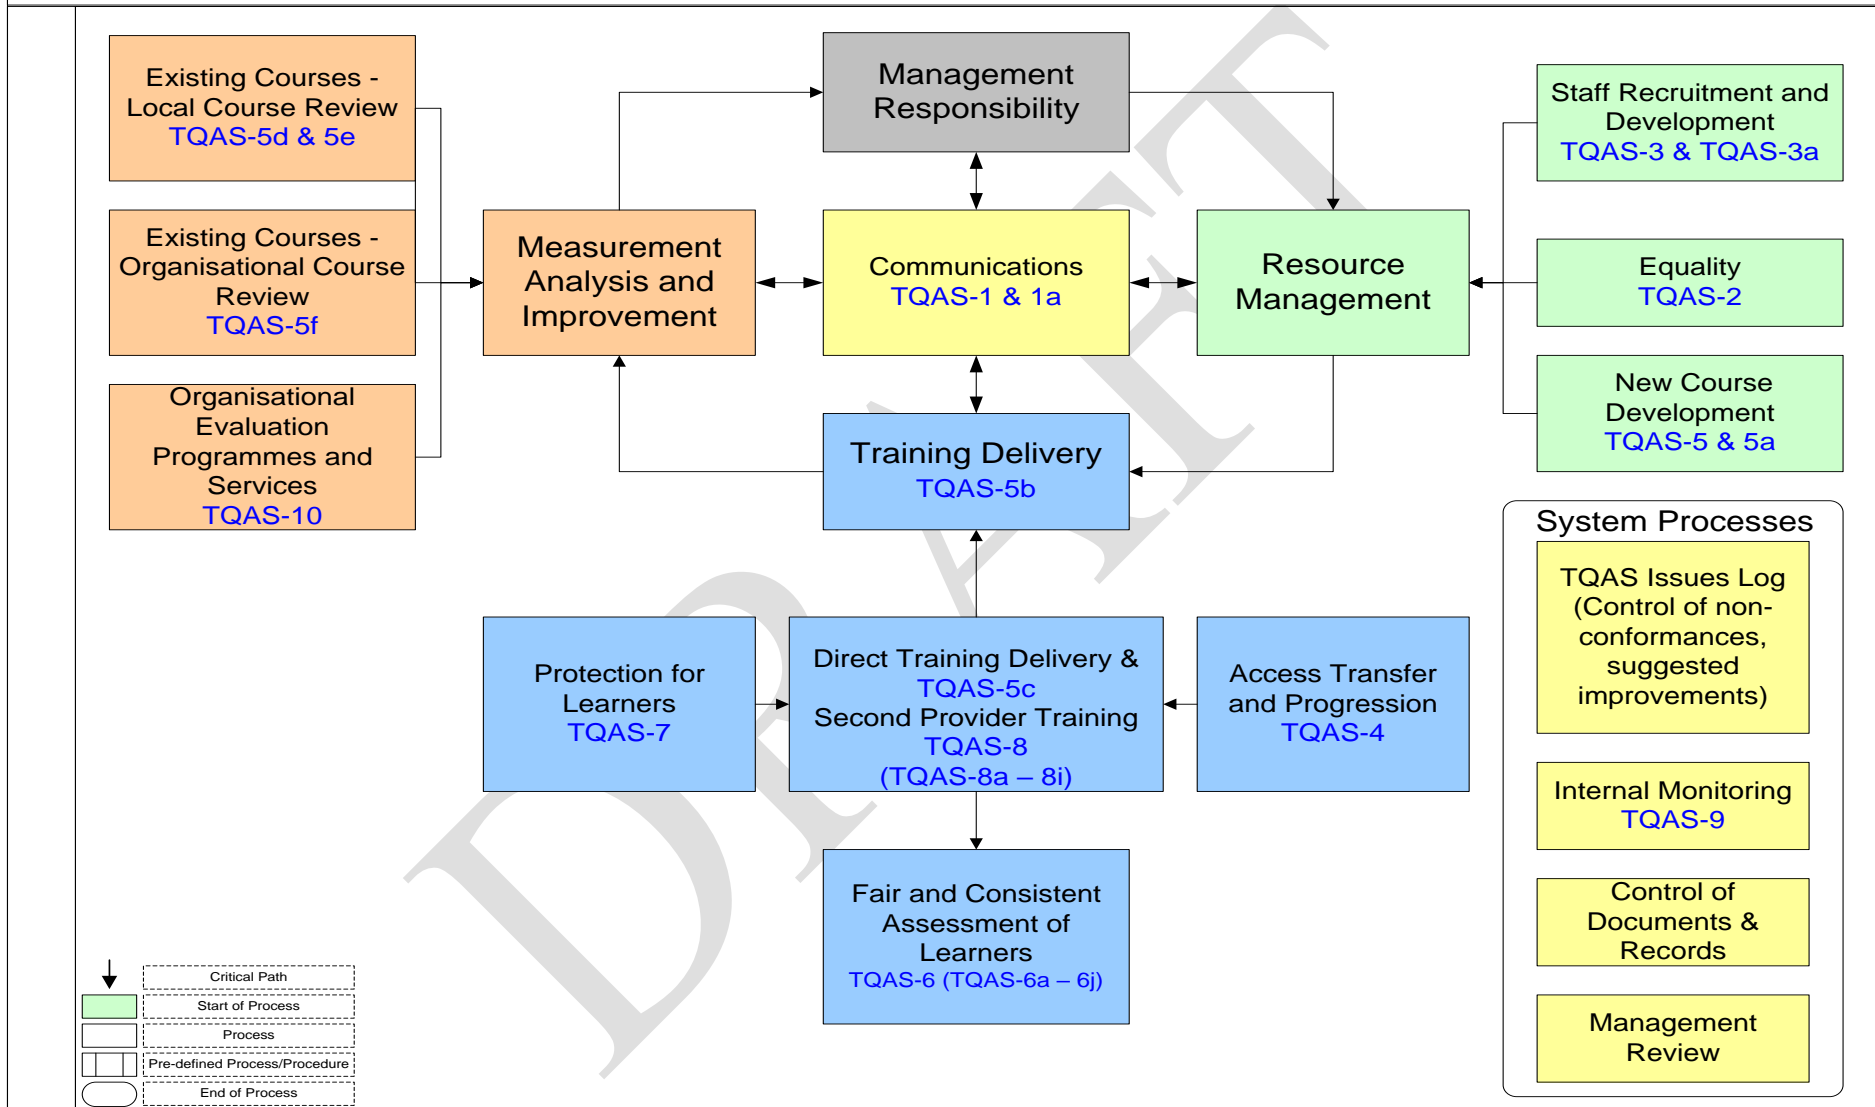 Existing Courses -
Local Course Review
TQAS-5d & 5e
Existing Courses -
Organisational Course
Review
TQAS-5f
Organisational
Evaluation
Programmes and
Services
TQAS-10
Measurement
Analysis and
Improvement
Management
Responsibility
Communications
TQAS-1 & 1a
Training Delivery
TQAS-5b
Resource
Management
Staff Recruitment and
Development
TQAS-3 & TQAS-3a
Equality
TQAS-2
New Course
Development
TQAS-5 & 5a
Protection for
Learners
TQAS-7
Direct Training Delivery &
TQAS-5c
Second Provider Training
TQAS-8
(TQAS-8a – 8i)
Access Transfer
and Progression
TQAS-4
Fair and Consistent
Assessment of
Learners
TQAS-6 (TQAS-6a – 6j)
System Processes
TQAS Issues Log
(Control of non-
conformances,
suggested
improvements)
Internal Monitoring
TQAS-9
Control of
Documents &
Records
Management
Review
Critical Path
Start of Process
Process
Pre-defined Process/Procedure
End of Process
DRAFT